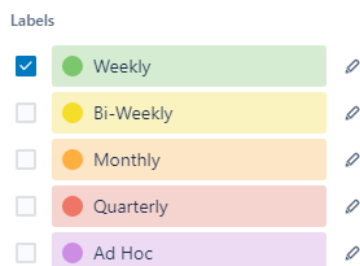 Labels
Weekly
Bi-Weekly
Monthly
Quarterly
Ad Hoc